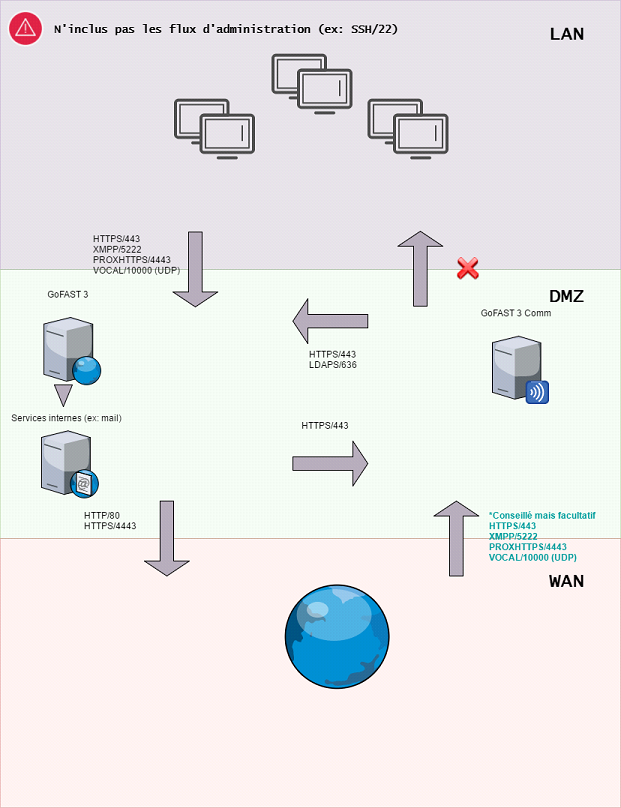 N'inclus pas les flux d'administration (ex: SSH/22)
LAN
HTTPS/443
XMPP/5222
PROXHTTPS/4443
VOCAL/10000 (UDP)
DMZ
GoFAST 3
GoFAST 3 Comm
HTTPS/443
LDAPS/636
Services internes (ex: mail)
HTTPS/443
HTTP/80
HTTPS/4443
*Conseillé mais facultatif
HTTPS/443
XMPP/5222
PROXHTTPS/4443
VOCAL/10000 (UDP)
WAN